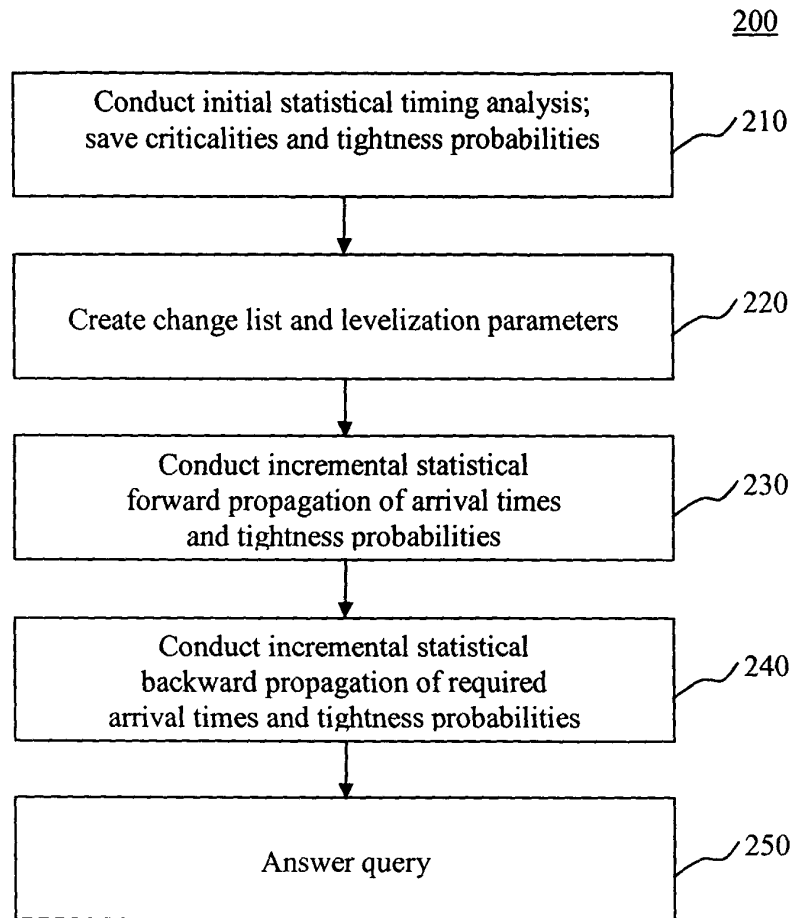 200
Conduct initial statistical timing analysis;
save criticalities and tightness probabilities
210
Create change list and levelization parameters
220
Conduct incremental statistical
forward propagation of arrival times
and tightness probabilities
230
Conduct incremental statistical
backward propagation of required
arrival times and tightness probabilities
240
Answer query
250